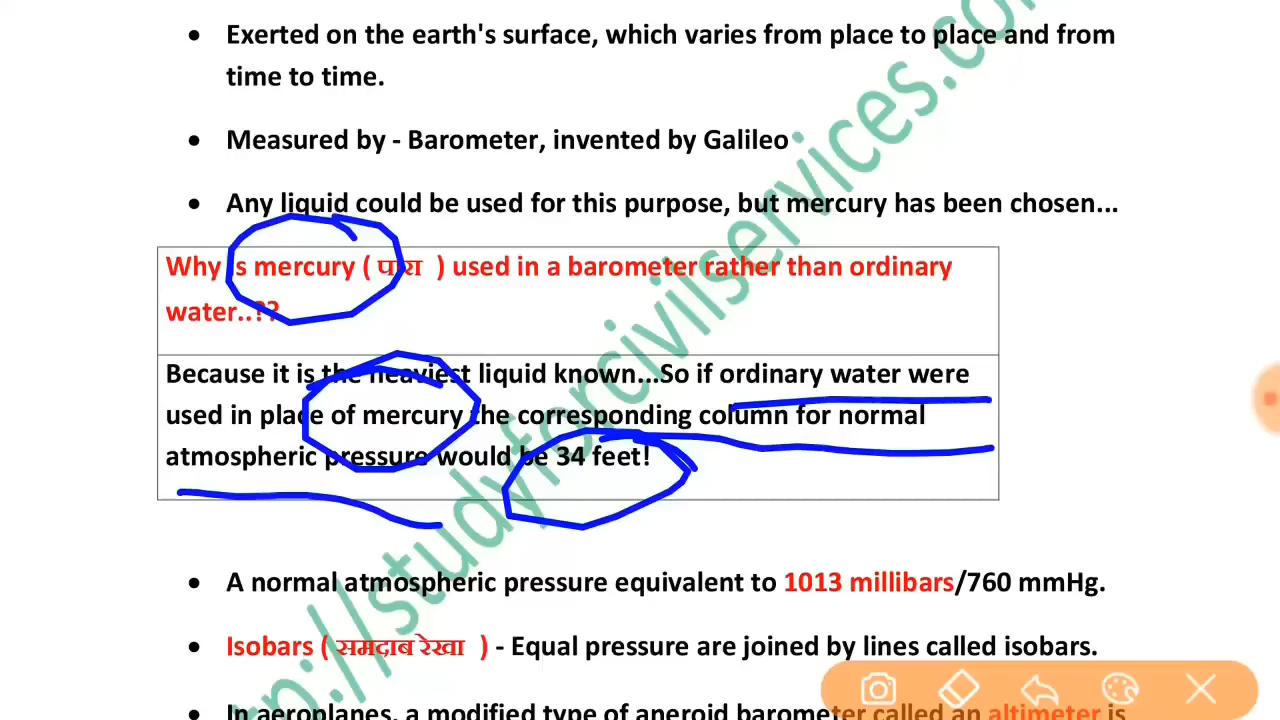 • Exerted on the earth's surface, which varies from place to place and from
time to time.
• Measured by - Barometer, invented by Galileo
• Any liquid could be used for this purpose, but mercury has been chosen...
Why is mercury ( पारा ) used in a barometer rather than ordinary
water..??
Because it is the heaviest liquid known...So if ordinary water were
used in place of mercury the corresponding column for normal
atmospheric pressure would be 34 feet!
• A normal atmospheric pressure equivalent to 1013 millibars/760 mmHg.
• Isobars ( समदाब रेखा ) - Equal pressure are joined by lines called isobars.
• In aeroplanes, a modified type of aneroid barometer called an altimeter is
tp://studyforcivilservices.com